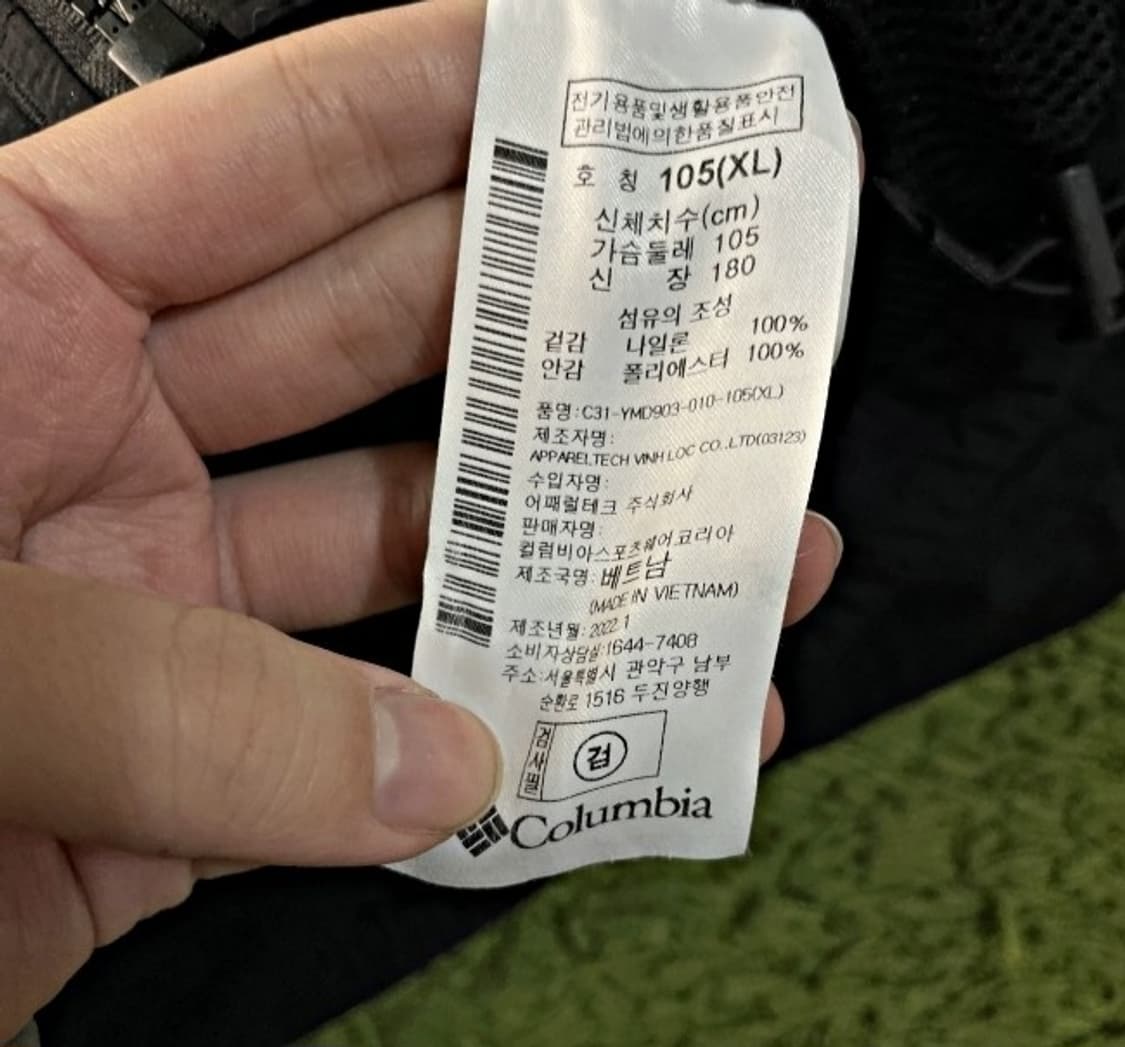 전기용품및생활용품안전
관리법에의한품질표시
호 칭 105(XL)
신체치수(cm)
가슴둘레 105
신 장 180
섬유의 조성
겉감 나일론 100%
안감 폴리에스터 100%
품명:C31-YMD903-010-105(XL)
제조자명:
APPARELTECH VINH LOC CO.,LTD(03123)
수입자명:
어패럴테크 주식회사
판매자명:
컬럼비아스포츠웨어코리아
제조국명:베트남
(MADE IN VIETNAM)
제조년월:2022.1
소비자상담실:1644-7408
주소:서울특별시 관악구 남부
순환로 1516 두진양행
검사필
검
Columbia